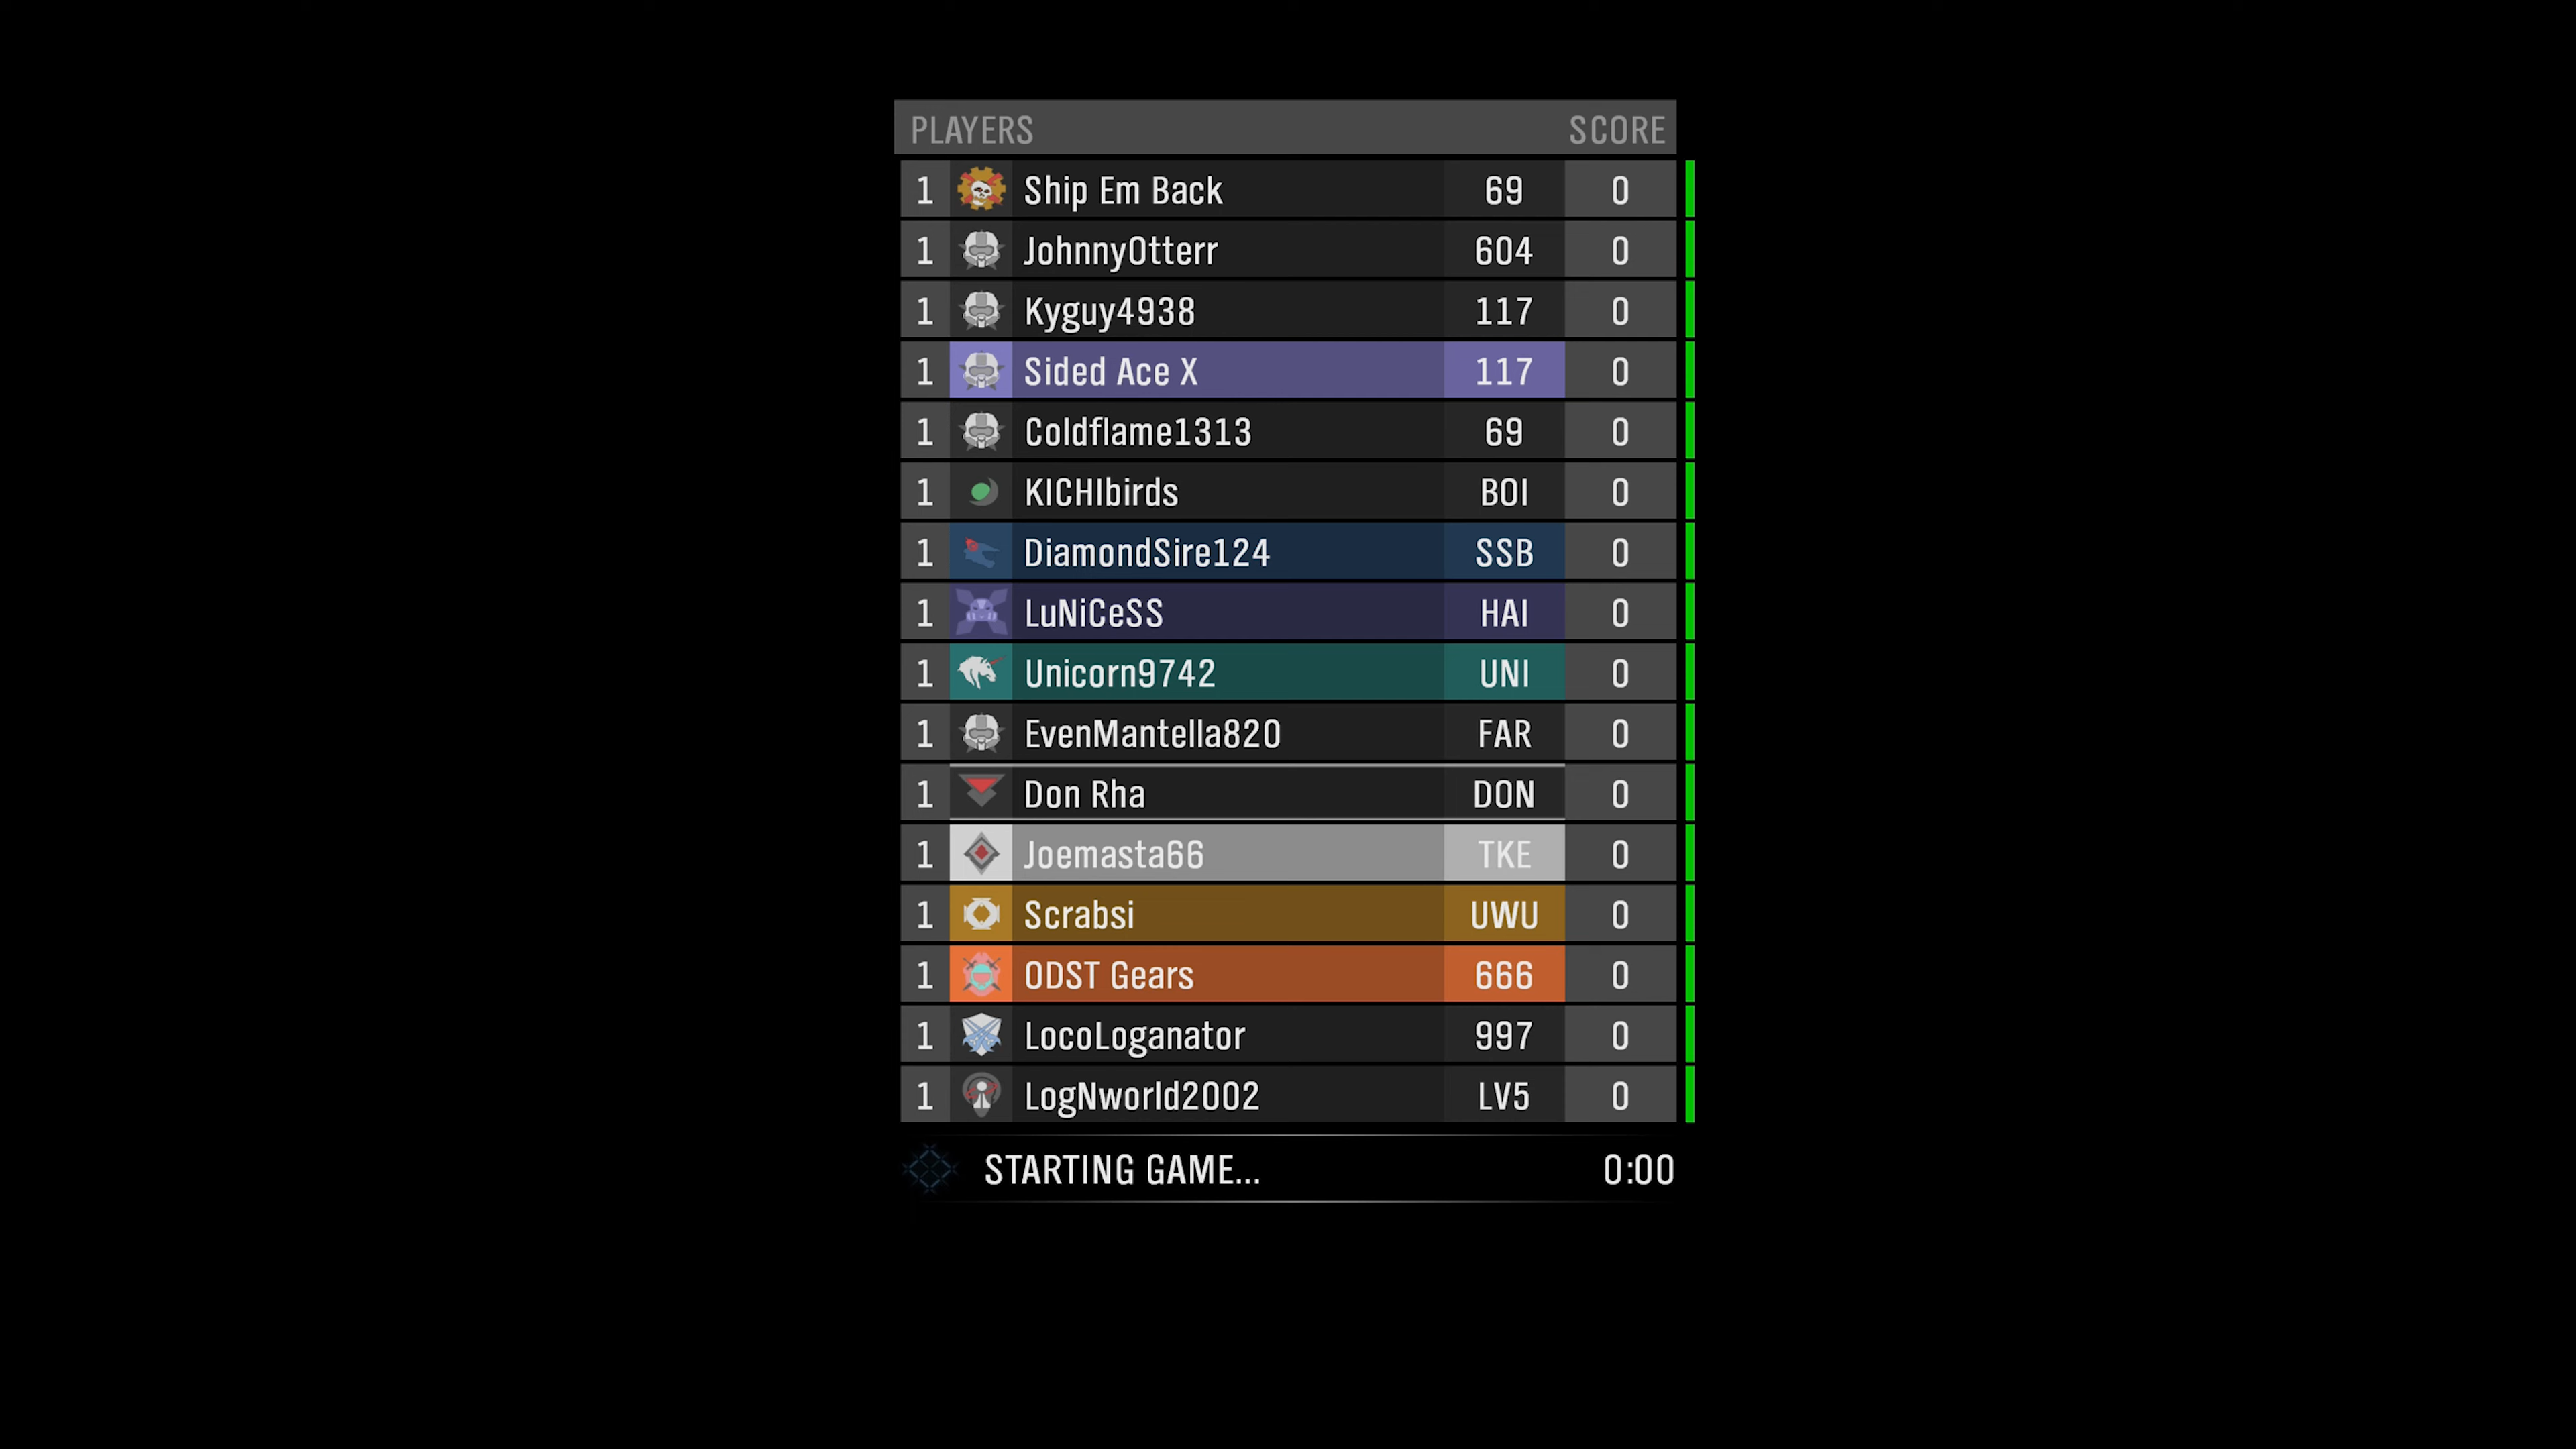 PLAYERS SCORE
1 Ship Em Back 69 0
1 JohnnyOtterr 604 0
1 Kyguy4938 117 0
1 Sided Ace X 117 0
1 Coldflame1313 69 0
1 KICHIbirds BOI 0
1 DiamondSire124 SSB 0
1 LuNiCeSS HAI 0
1 Unicorn9742 UNI 0
1 EvenMantella820 FAR 0
1 Don Rha DON 0
1 Joemasta66 TKE 0
1 Scrabsi UWU 0
1 ODST Gears 666 0
1 LocoLoganator 997 0
1 LogNworld2002 LV5 0
STARTING GAME... 0:00